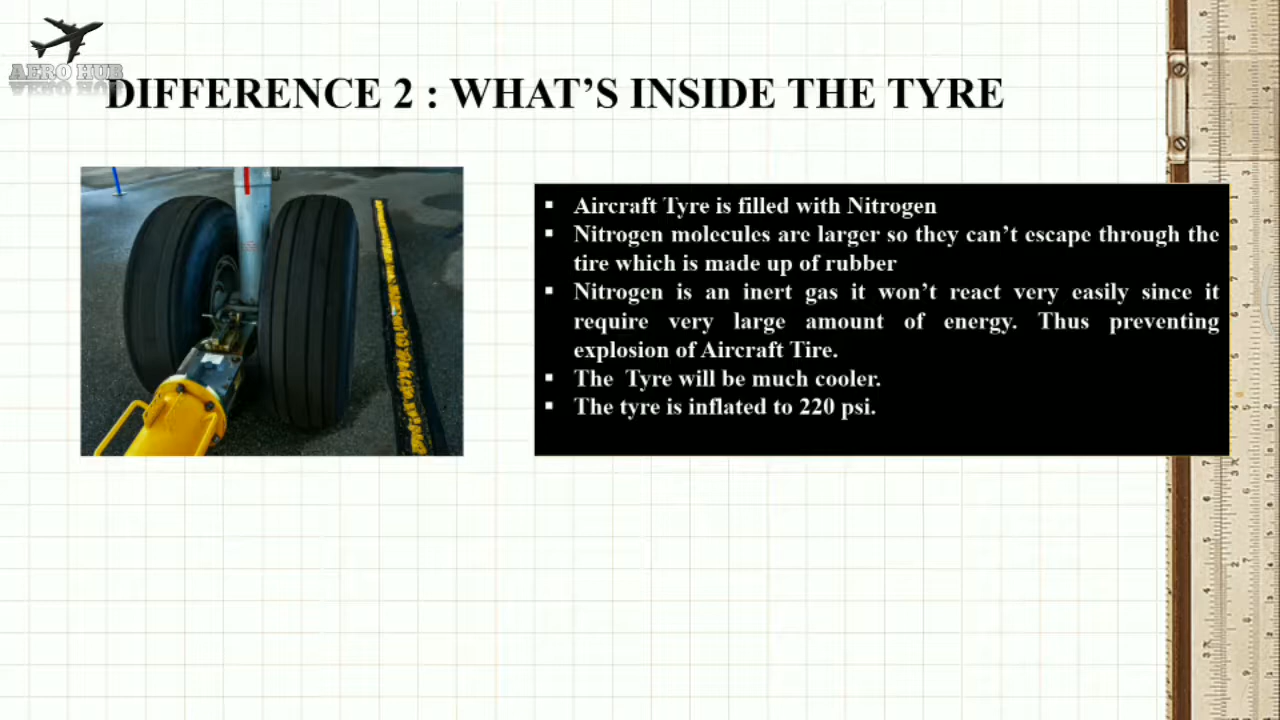 AERO HUB
DIFFERENCE 2 : WHAT’S INSIDE THE TYRE
▪ Aircraft Tyre is filled with Nitrogen
▪ Nitrogen molecules are larger so they can’t escape through the
tire which is made up of rubber
▪ Nitrogen is an inert gas it won’t react very easily since it
require very large amount of energy. Thus preventing
explosion of Aircraft Tire.
▪ The Tyre will be much cooler.
▪ The tyre is inflated to 220 psi.